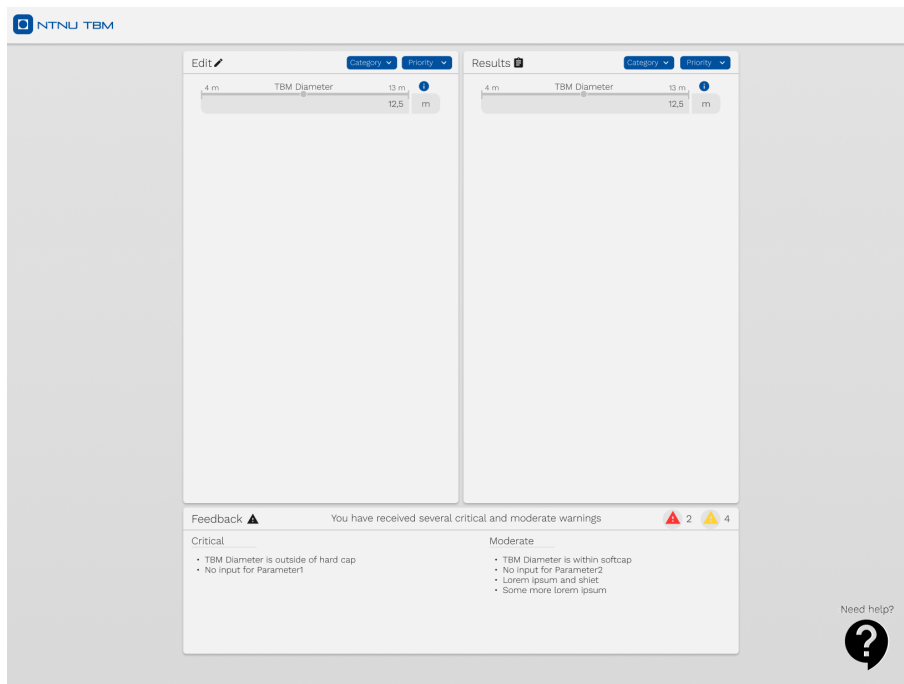 NTNU TBM
Edit
Category
Priority
4 m
TBM Diameter
13 m
12,5
m
Results
Category
Priority
4 m
TBM Diameter
13 m
12,5
m
Feedback
You have received several critical and moderate warnings
2
4
Critical
• TBM Diameter is outside of hard cap
• No input for Parameter1
Moderate
• TBM Diameter is within softcap
• No input for Parameter2
• Lorem ipsum and shiet
• Some more lorem ipsum
Need help?